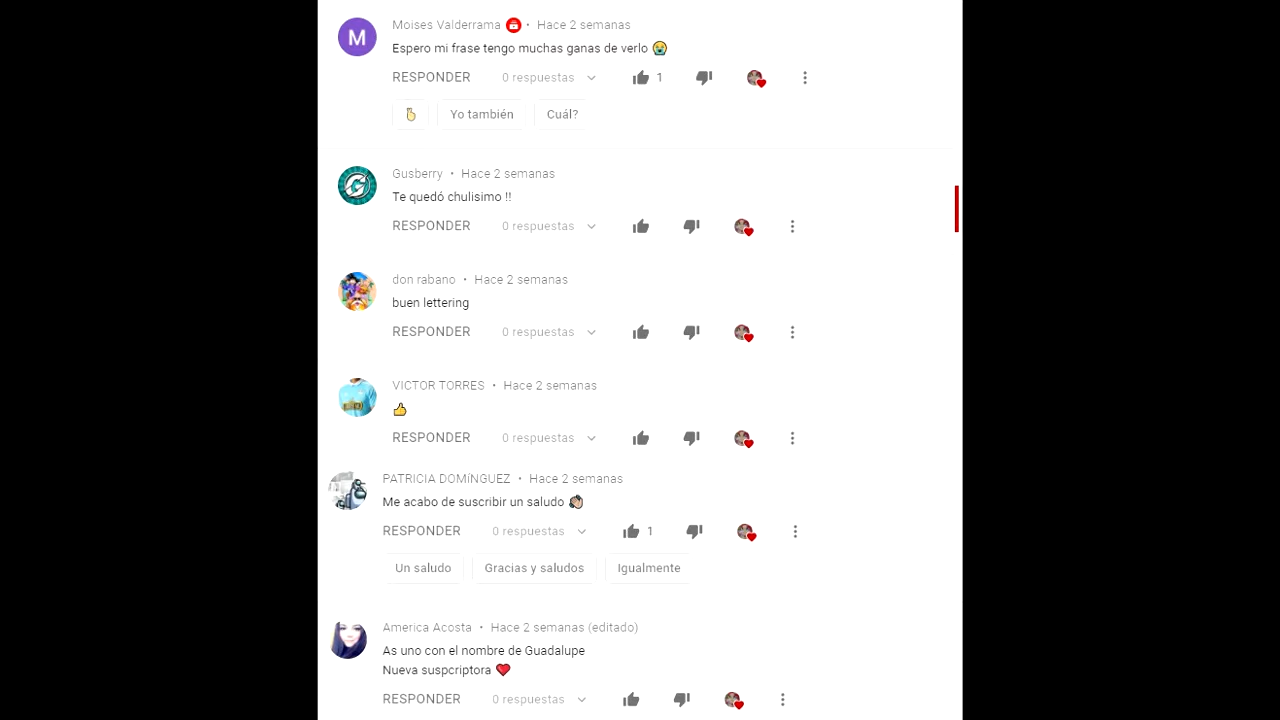 Moises Valderrama • Hace 2 semanas
Espero mi frase tengo muchas ganas de verlo 😭
RESPONDER 0 respuestas 1
Yo también Cuál?
Gusberry • Hace 2 semanas
Te quedó chulisimo !!
RESPONDER 0 respuestas
don rabano • Hace 2 semanas
buen lettering
RESPONDER 0 respuestas
VICTOR TORRES • Hace 2 semanas
👍
RESPONDER 0 respuestas
PATRICIA DOMÍNGUEZ • Hace 2 semanas
Me acabo de suscribir un saludo 👏🏼
RESPONDER 0 respuestas 1
Un saludo Gracias y saludos Igualmente
America Acosta • Hace 2 semanas (editado)
As uno con el nombre de Guadalupe
Nueva suspcriptora ❤️
RESPONDER 0 respuestas